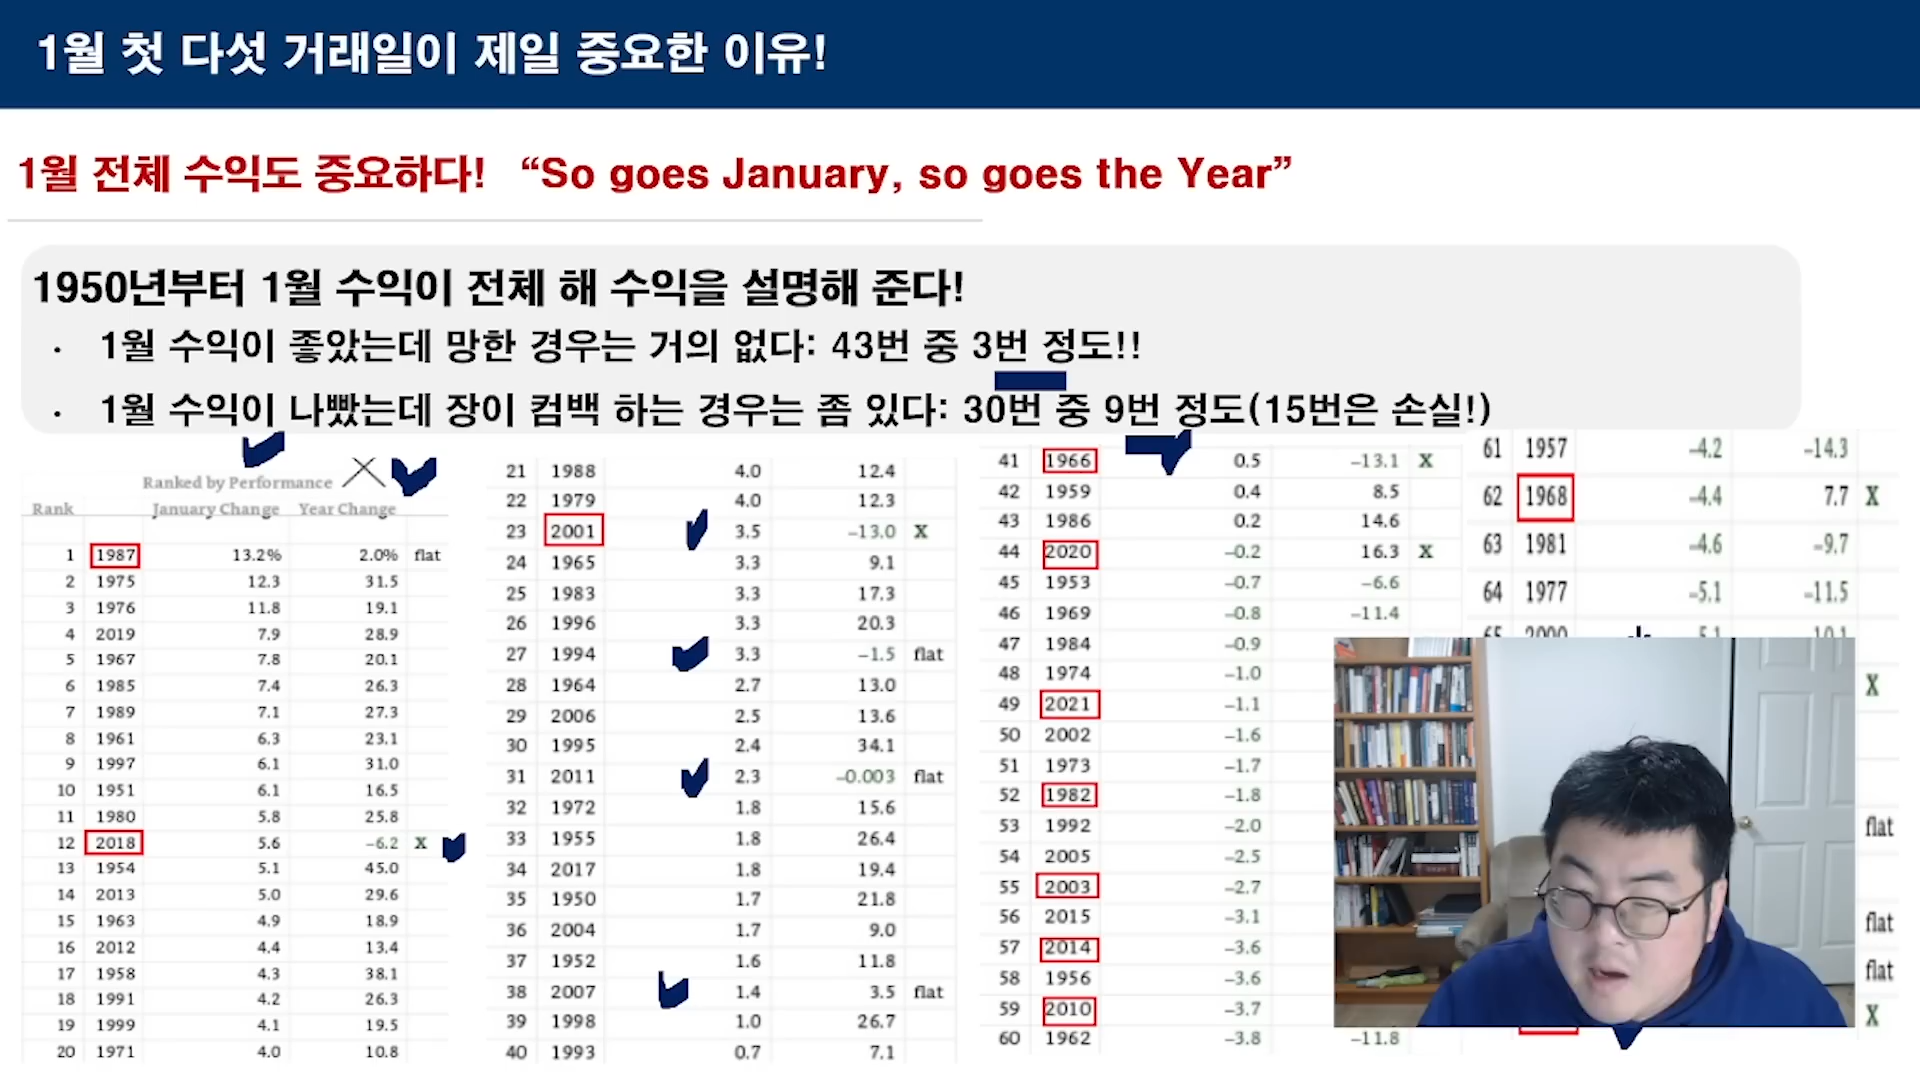 1월 첫 다섯 거래일이 제일 중요한 이유!
1월 전체 수익도 중요하다! “So goes January, so goes the Year”
1950년부터 1월 수익이 전체 해 수익을 설명해 준다!
· 1월 수익이 좋았는데 망한 경우는 거의 없다: 43번 중 3번 정도!!
· 1월 수익이 나빴는데 장이 컴백 하는 경우는 좀 있다: 30번 중 9번 정도(15번은 손실!)
Ranked by Performance
Rank January Change Year Change
1 1987 13.2% 2.0% flat
2 1975 12.3 31.5
3 1976 11.8 19.1
4 2019 7.9 28.9
5 1967 7.8 20.1
6 1985 7.4 26.3
7 1989 7.1 27.3
8 1961 6.3 23.1
9 1997 6.1 31.0
10 1951 6.1 16.5
11 1980 5.8 25.8
12 2018 5.6 −6.2 X
13 1954 5.1 45.0
14 2013 5.0 29.6
15 1963 4.9 18.9
16 2012 4.4 13.4
17 1958 4.3 38.1
18 1991 4.2 26.3
19 1999 4.1 19.5
20 1971 4.0 10.8
21 1988 4.0 12.4
22 1979 4.0 12.3
23 2001 3.5 −13.0 X
24 1965 3.3 9.1
25 1983 3.3 17.3
26 1996 3.3 20.3
27 1994 3.3 −1.5 flat
28 1964 2.7 13.0
29 2006 2.5 13.6
30 1995 2.4 34.1
31 2011 2.3 −0.003 flat
32 1972 1.8 15.6
33 1955 1.8 26.4
34 2017 1.8 19.4
35 1950 1.7 21.8
36 2004 1.7 9.0
37 1952 1.6 11.8
38 2007 1.4 3.5 flat
39 1998 1.0 26.7
40 1993 0.7 7.1
41 1966 0.5 −13.1 X
42 1959 0.4 8.5
43 1986 0.2 14.6
44 2020 −0.2 16.3 X
45 1953 −0.7 −6.6
46 1969 −0.8 −11.4
47 1984 −0.9
48 1974 −1.0
49 2021 −1.1
50 2002 −1.6
51 1973 −1.7
52 1982 −1.8
53 1992 −2.0
54 2005 −2.5
55 2003 −2.7
56 2015 −3.1
57 2014 −3.6
58 1956 −3.6
59 2010 −3.7
60 1962 −3.8 −11.8
61 1957 −4.2 −14.3
62 1968 −4.4 7.7 X
63 1981 −4.6 −9.7
64 1977 −5.1 −11.5
X
flat
flat
flat
X